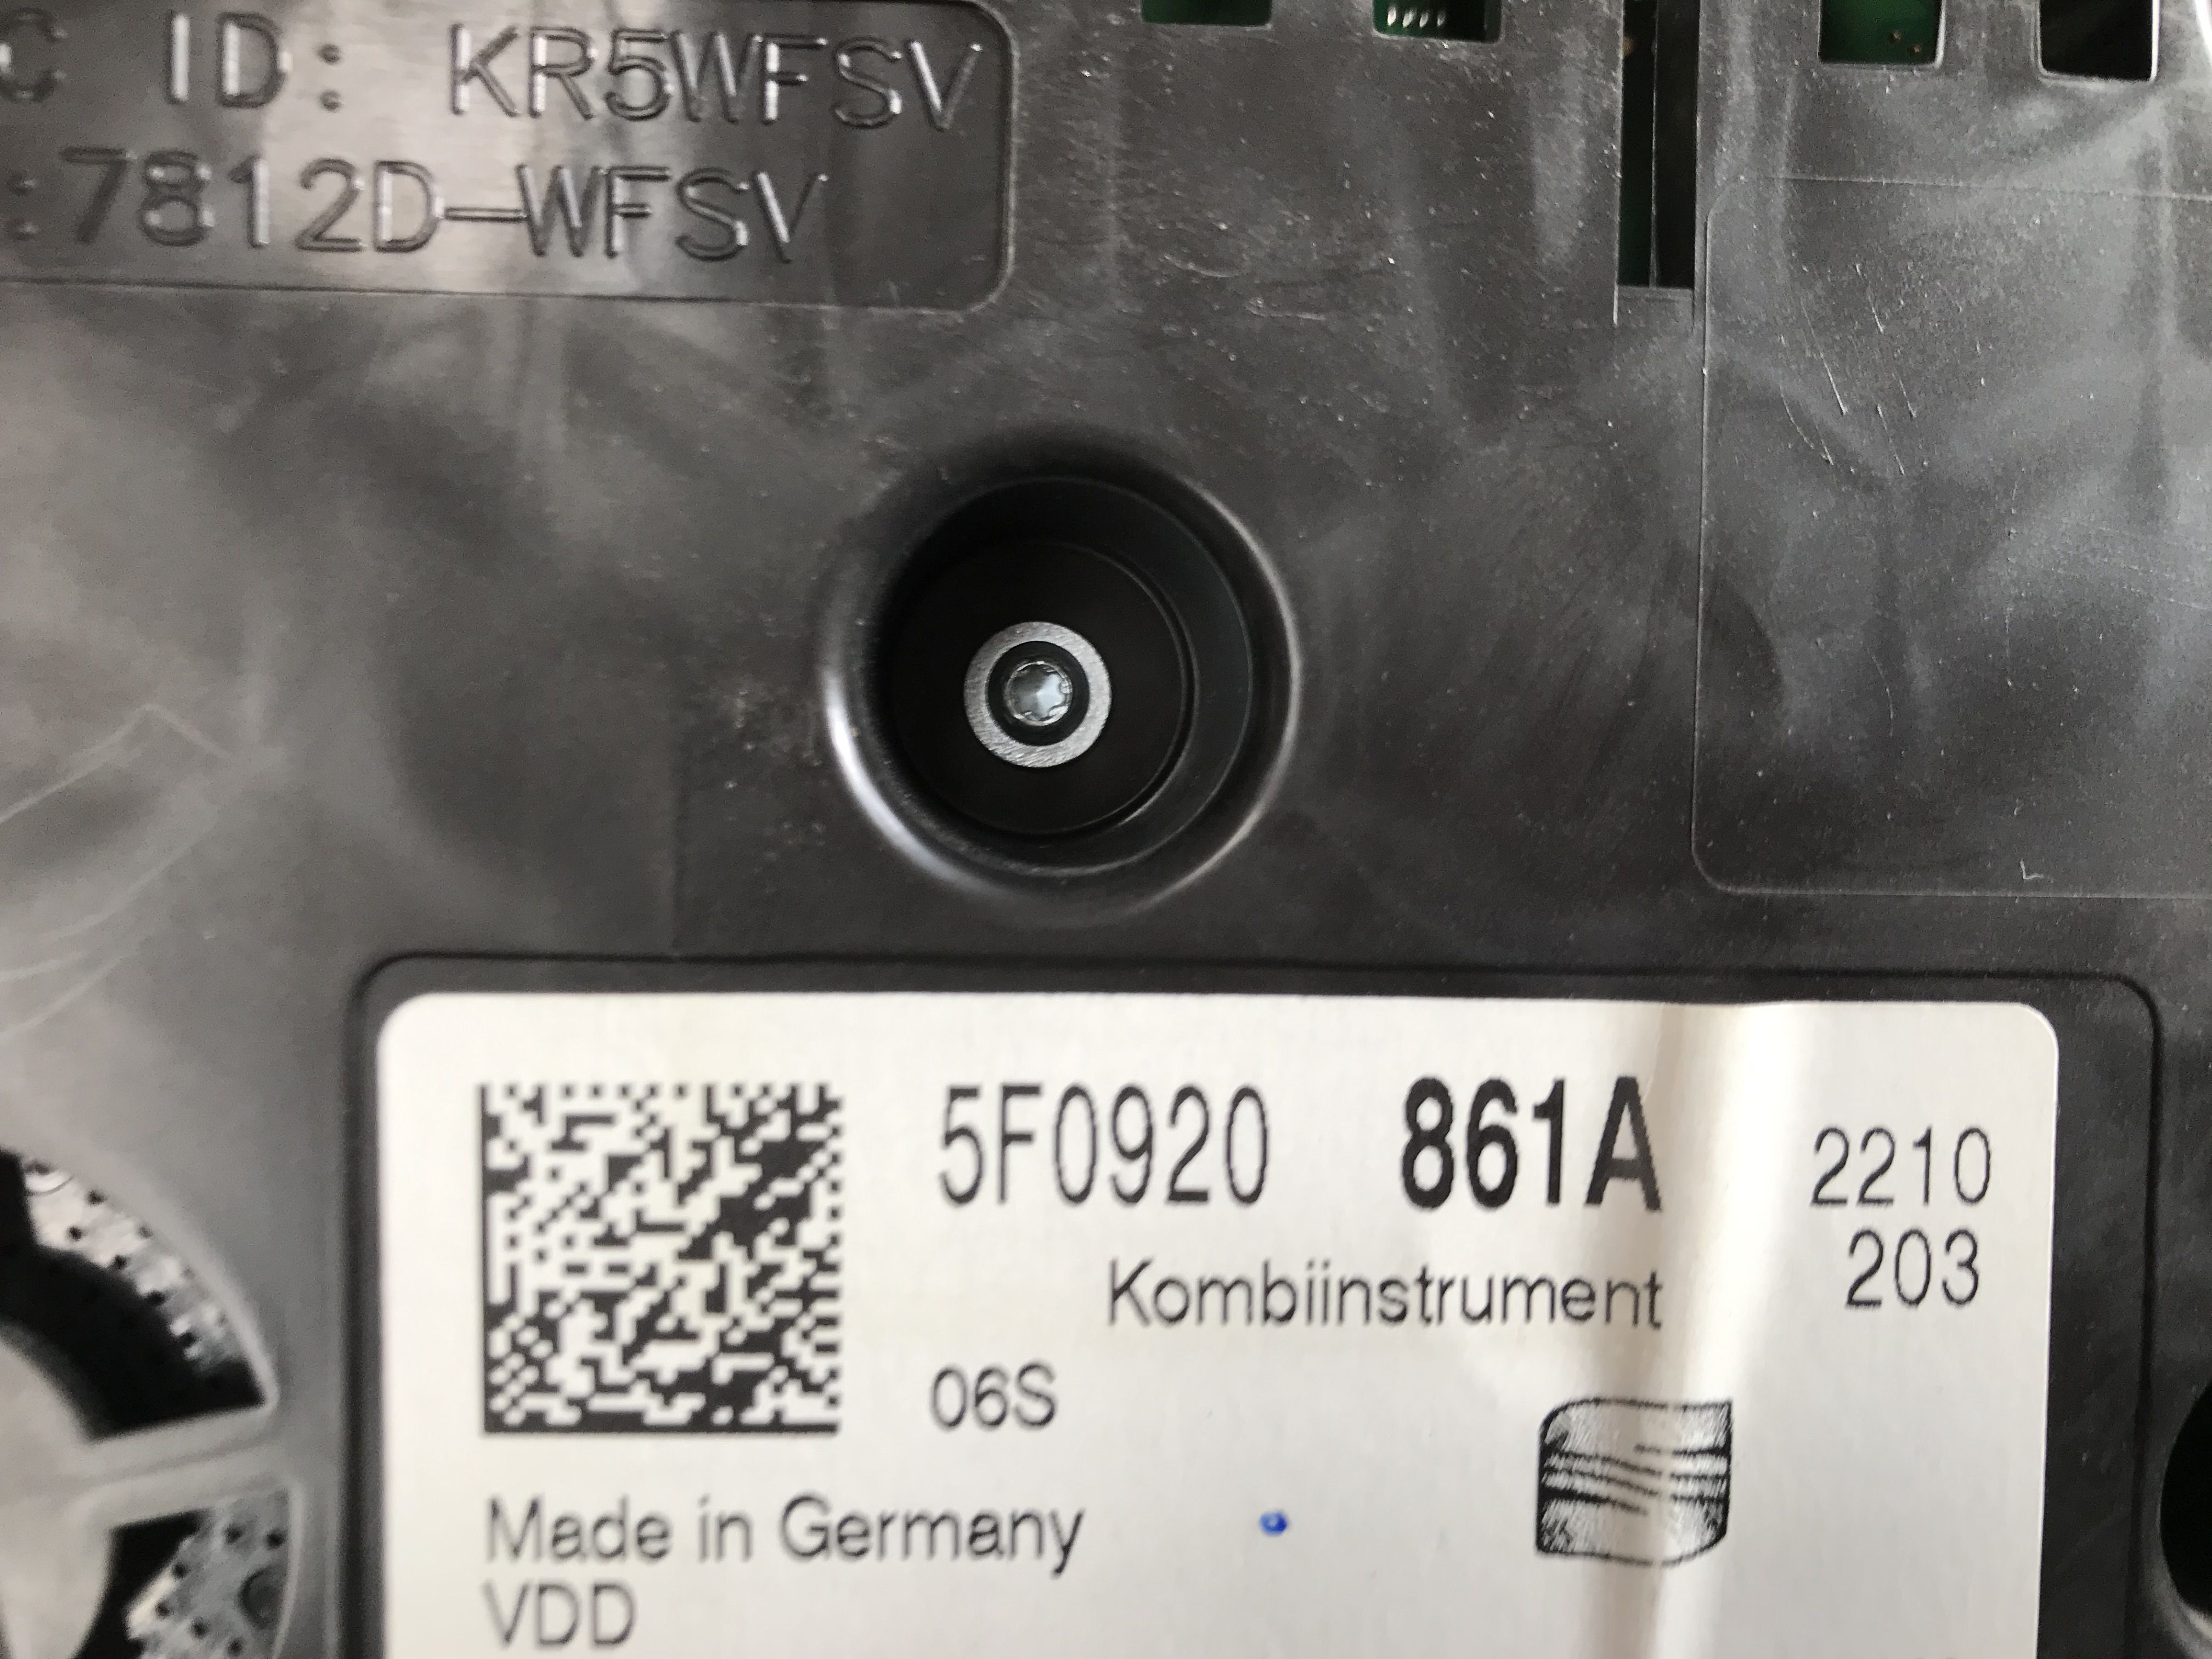 C ID: KR5WFSV
:7812D-WFSV
5F0920 861A 2210
203
Kombiinstrument
06S
Made in Germany
VDD